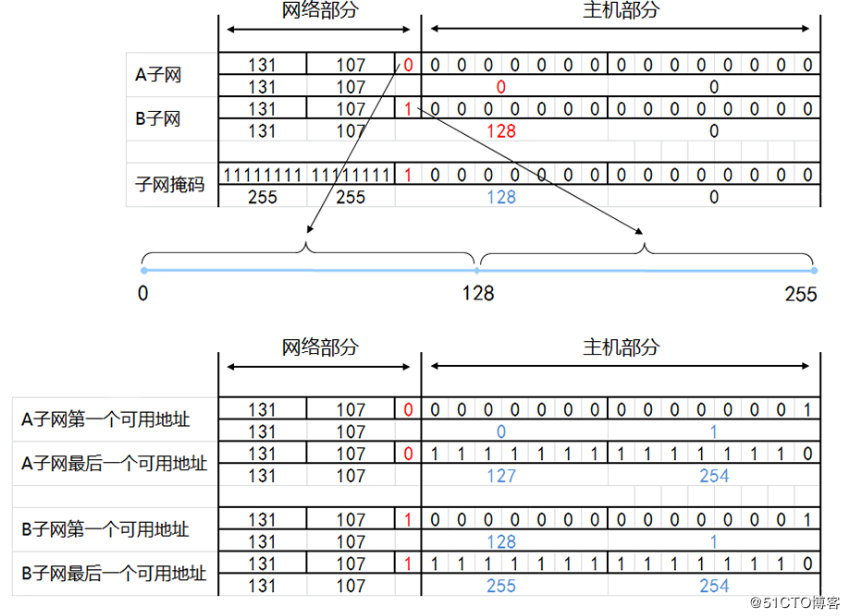 网络部分 主机部分
A子网 131 107 0 0 0 0 0 0 0 0 0 0 0 0 0 0 0 0
131 107 0 0
B子网 131 107 1 0 0 0 0 0 0 0 0 0 0 0 0 0 0 0
131 107 128 0
子网掩码 11111111 11111111 1 0 0 0 0 0 0 0 0 0 0 0 0 0 0 0
255 255 128 0
0 128 255
网络部分 主机部分
A子网第一个可用地址 131 107 0 0 0 0 0 0 0 0 0 0 0 0 0 0 0 1
131 107 0 1
A子网最后一个可用地址 131 107 0 1 1 1 1 1 1 1 1 1 1 1 1 1 1 0
131 107 127 254
B子网第一个可用地址 131 107 1 0 0 0 0 0 0 0 0 0 0 0 0 0 0 1
131 107 128 1
B子网最后一个可用地址 131 107 1 1 1 1 1 1 1 1 1 1 1 1 1 1 1 0
131 107 255 254
@51CTO博客